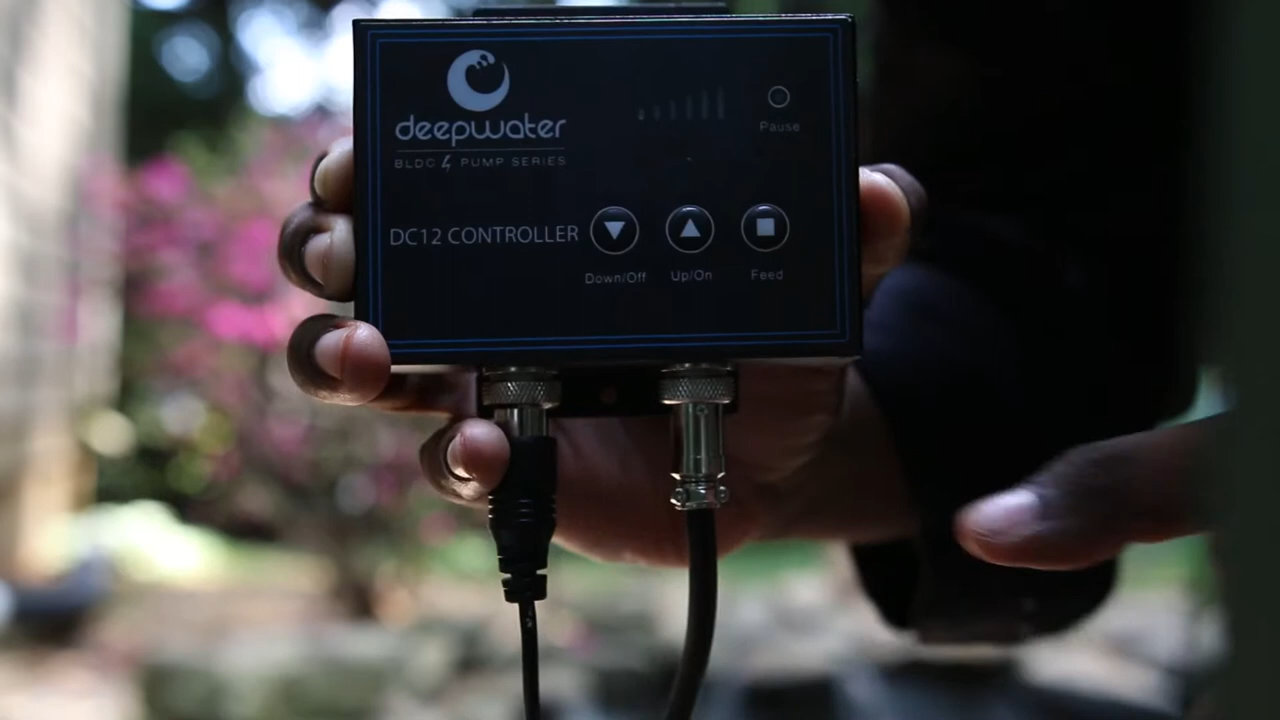 deepwater
BLDC 4 PUMP SERIES
Pause
DC12 CONTROLLER
Down/Off
Up/On
Feed